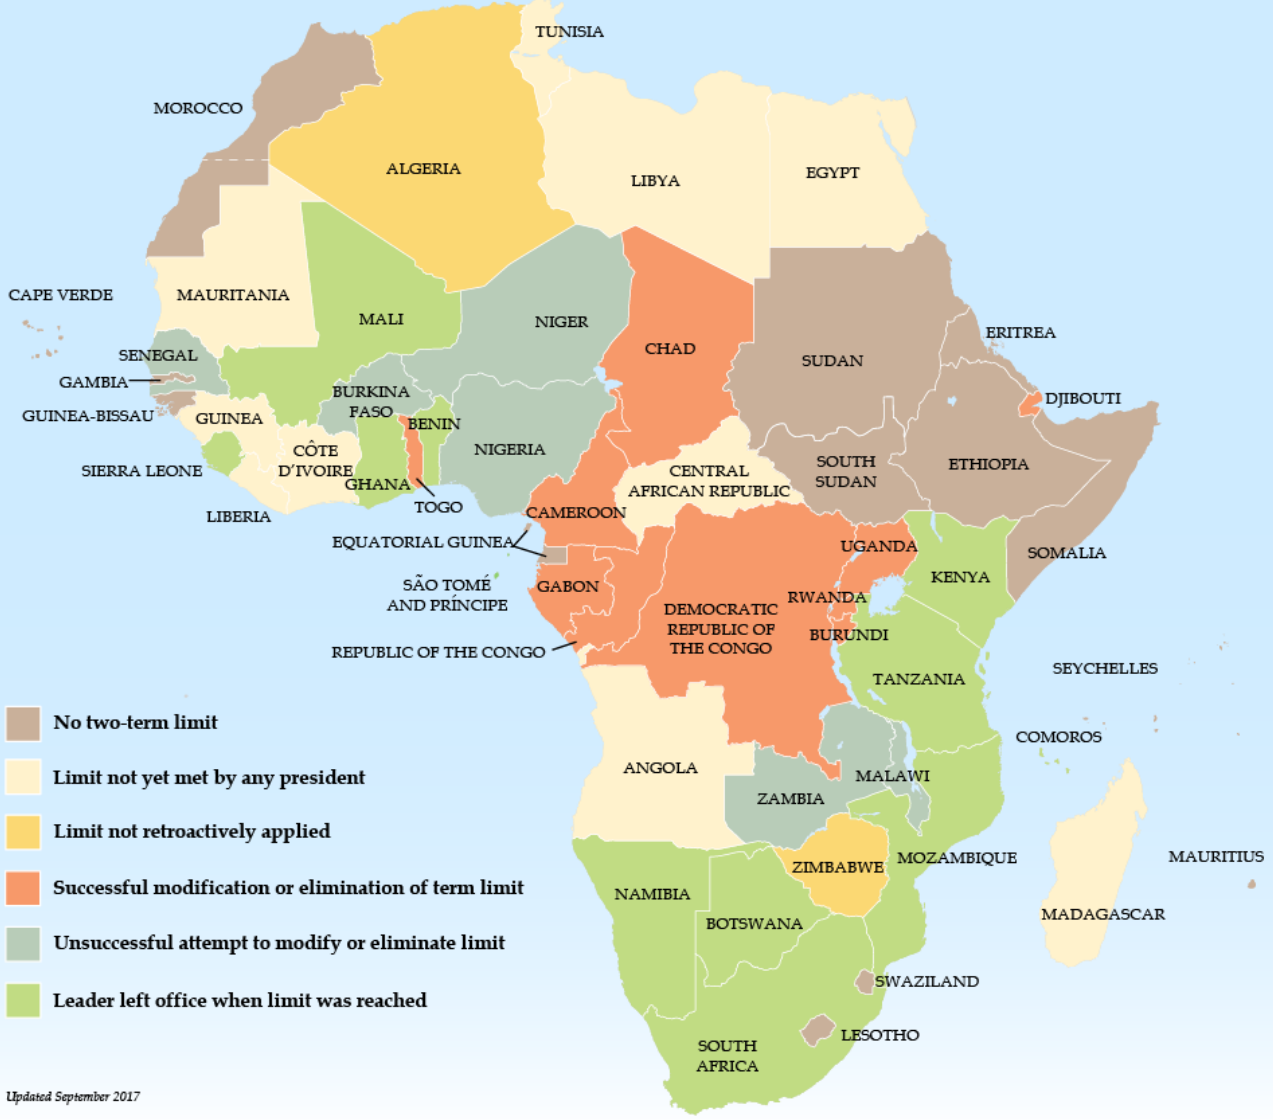 TUNISIA
MOROCCO
ALGERIA
LIBYA
EGYPT
CAPE VERDE
MAURITANIA
MALI
NIGER
CHAD
SUDAN
ERITREA
SENEGAL
GAMBIA
GUINEA-BISSAU
GUINEA
BURKINA
FASO
BENIN
NIGERIA
DJIBOUTI
SIERRA LEONE
CÔTE
D'IVOIRE
GHANA
TOGO
LIBERIA
CENTRAL
AFRICAN REPUBLIC
SOUTH
SUDAN
ETHIOPIA
CAMEROON
EQUATORIAL GUINEA
SÃO TOMÉ
AND PRÍNCIPE
GABON
REPUBLIC OF THE CONGO
DEMOCRATIC
REPUBLIC OF
THE CONGO
UGANDA
RWANDA
BURUNDI
KENYA
SOMALIA
TANZANIA
SEYCHELLES
COMOROS
ANGOLA
ZAMBIA
MALAWI
MOZAMBIQUE
ZIMBABWE
NAMIBIA
BOTSWANA
MADAGASCAR
MAURITIUS
SWAZILAND
LESOTHO
SOUTH
AFRICA
No two-term limit
Limit not yet met by any president
Limit not retroactively applied
Successful modification or elimination of term limit
Unsuccessful attempt to modify or eliminate limit
Leader left office when limit was reached
Updated September 2017